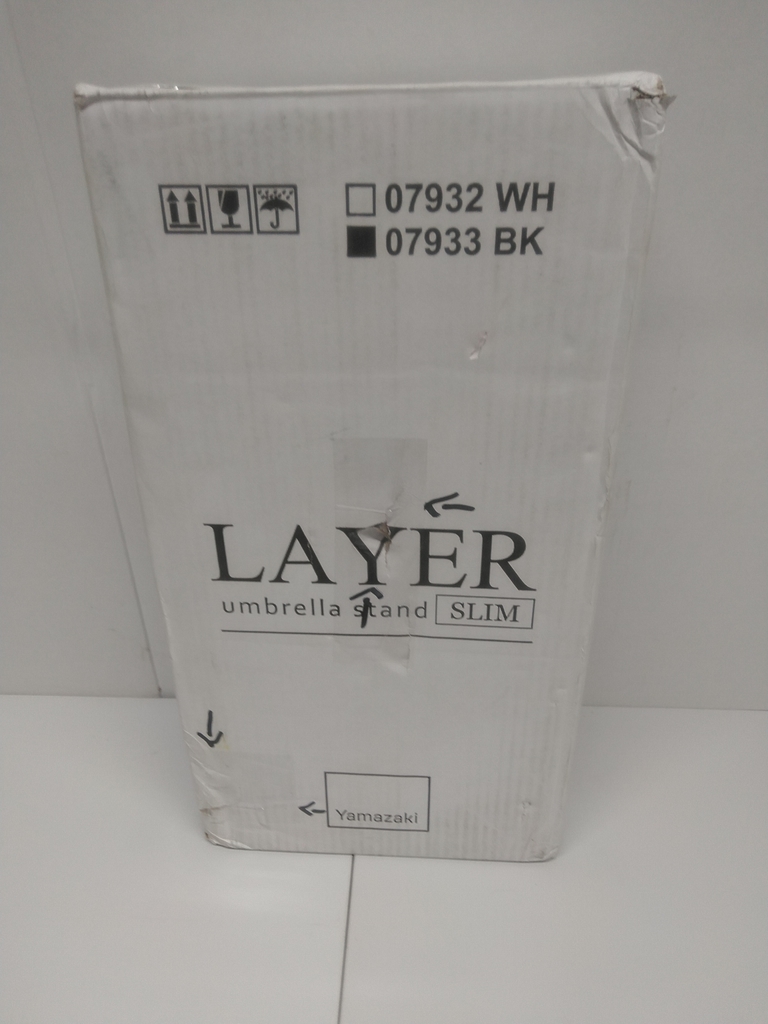 07932 WH
07933 BK
LAYER
umbrella stand SLIM
Yamazaki